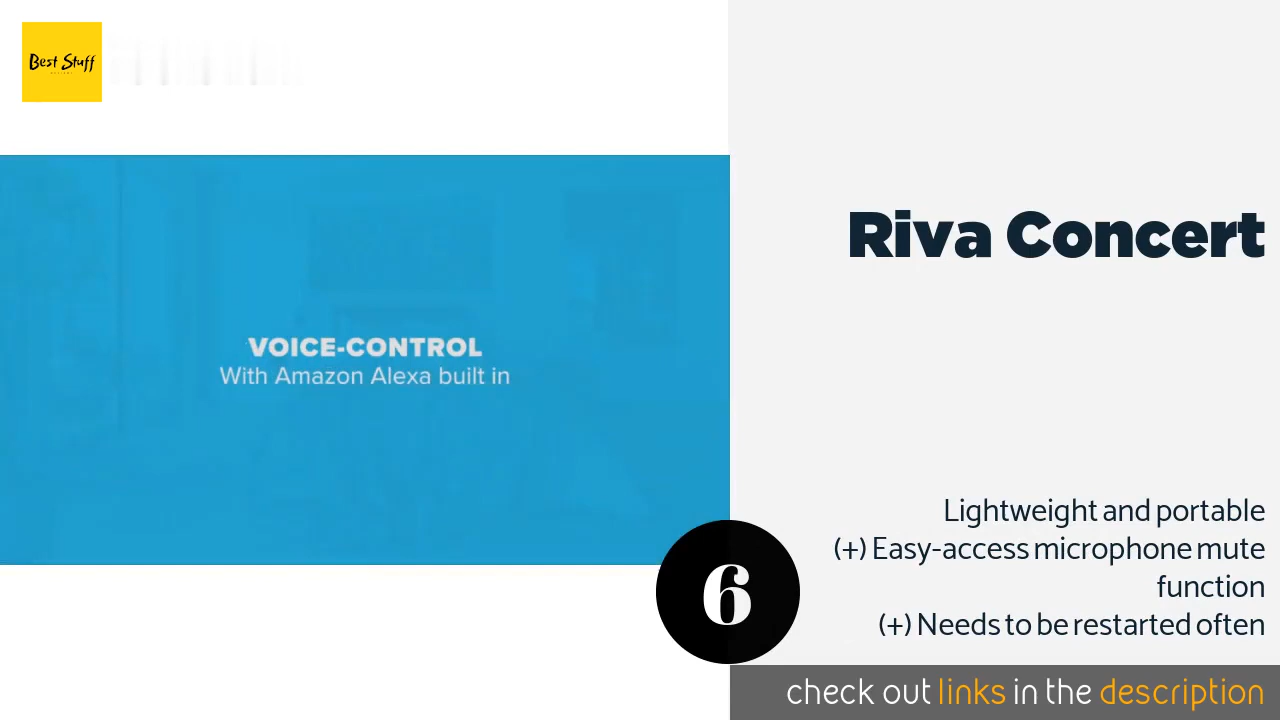 Best Stuff
Riva Concert
VOICE-CONTROL
With Amazon Alexa built in
Lightweight and portable
(+) Easy-access microphone mute
function
(+) Needs to be restarted often
6
check out links in the description